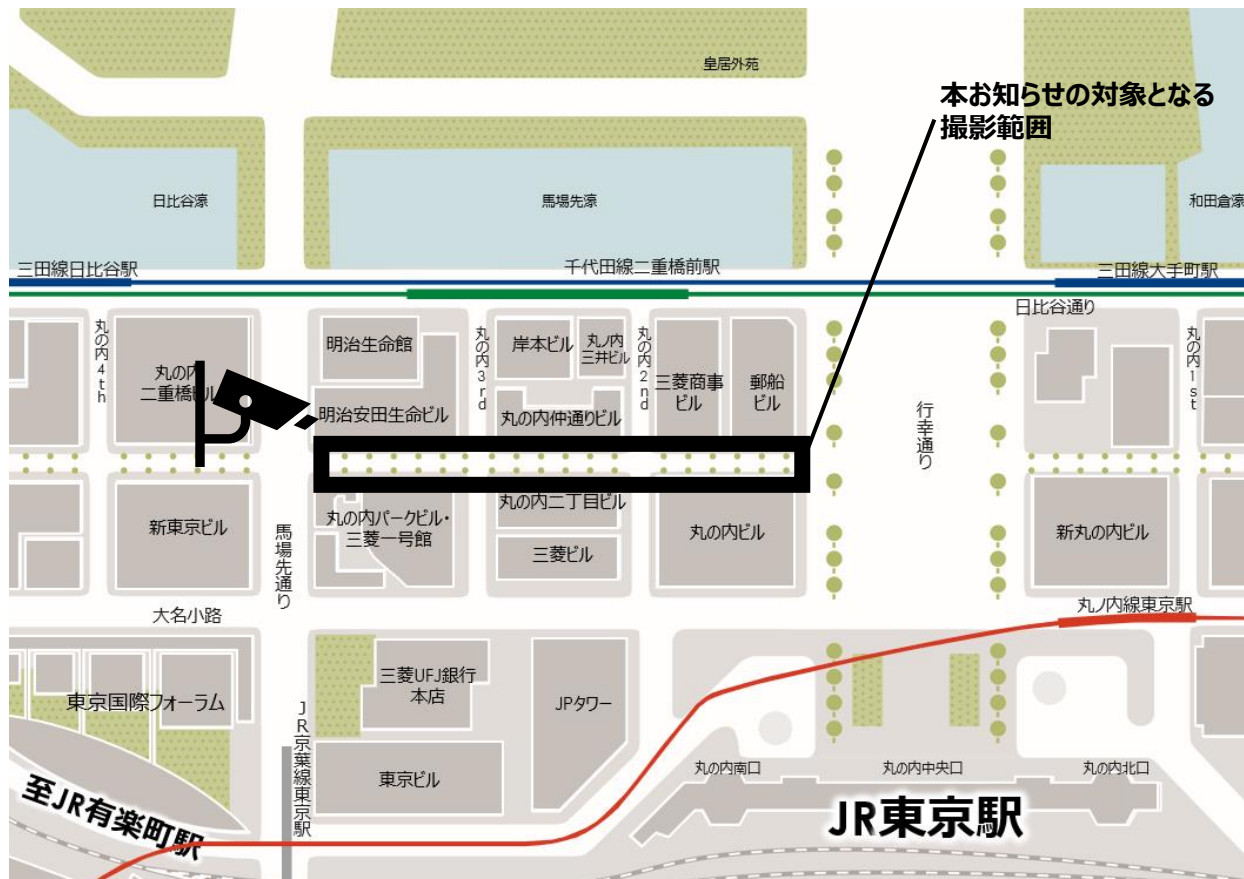 皇居外苑
本お知らせの対象となる
撮影範囲
日比谷濠
馬場先濠
和田倉濠
三田線日比谷駅
千代田線二重橋前駅
三田線大手町駅
日比谷通り
丸の内4th
丸の内
二重橋ビル
明治生命館
丸の内3rd
岸本ビル
丸ノ内
三井ビル
丸の内2nd
三菱商事
ビル
郵船
ビル
行幸通り
丸の内1st
明治安田生命ビル
丸の内仲通りビル
新東京ビル
馬場先通り
丸の内パークビル・
三菱一号館
丸の内二丁目ビル
三菱ビル
丸の内ビル
新丸の内ビル
大名小路
丸ノ内線東京駅
東京国際フォーラム
JR京葉線東京駅
三菱UFJ銀行
本店
JPタワー
東京ビル
丸の内南口
丸の内中央口
丸の内北口
至JR有楽町駅
JR東京駅